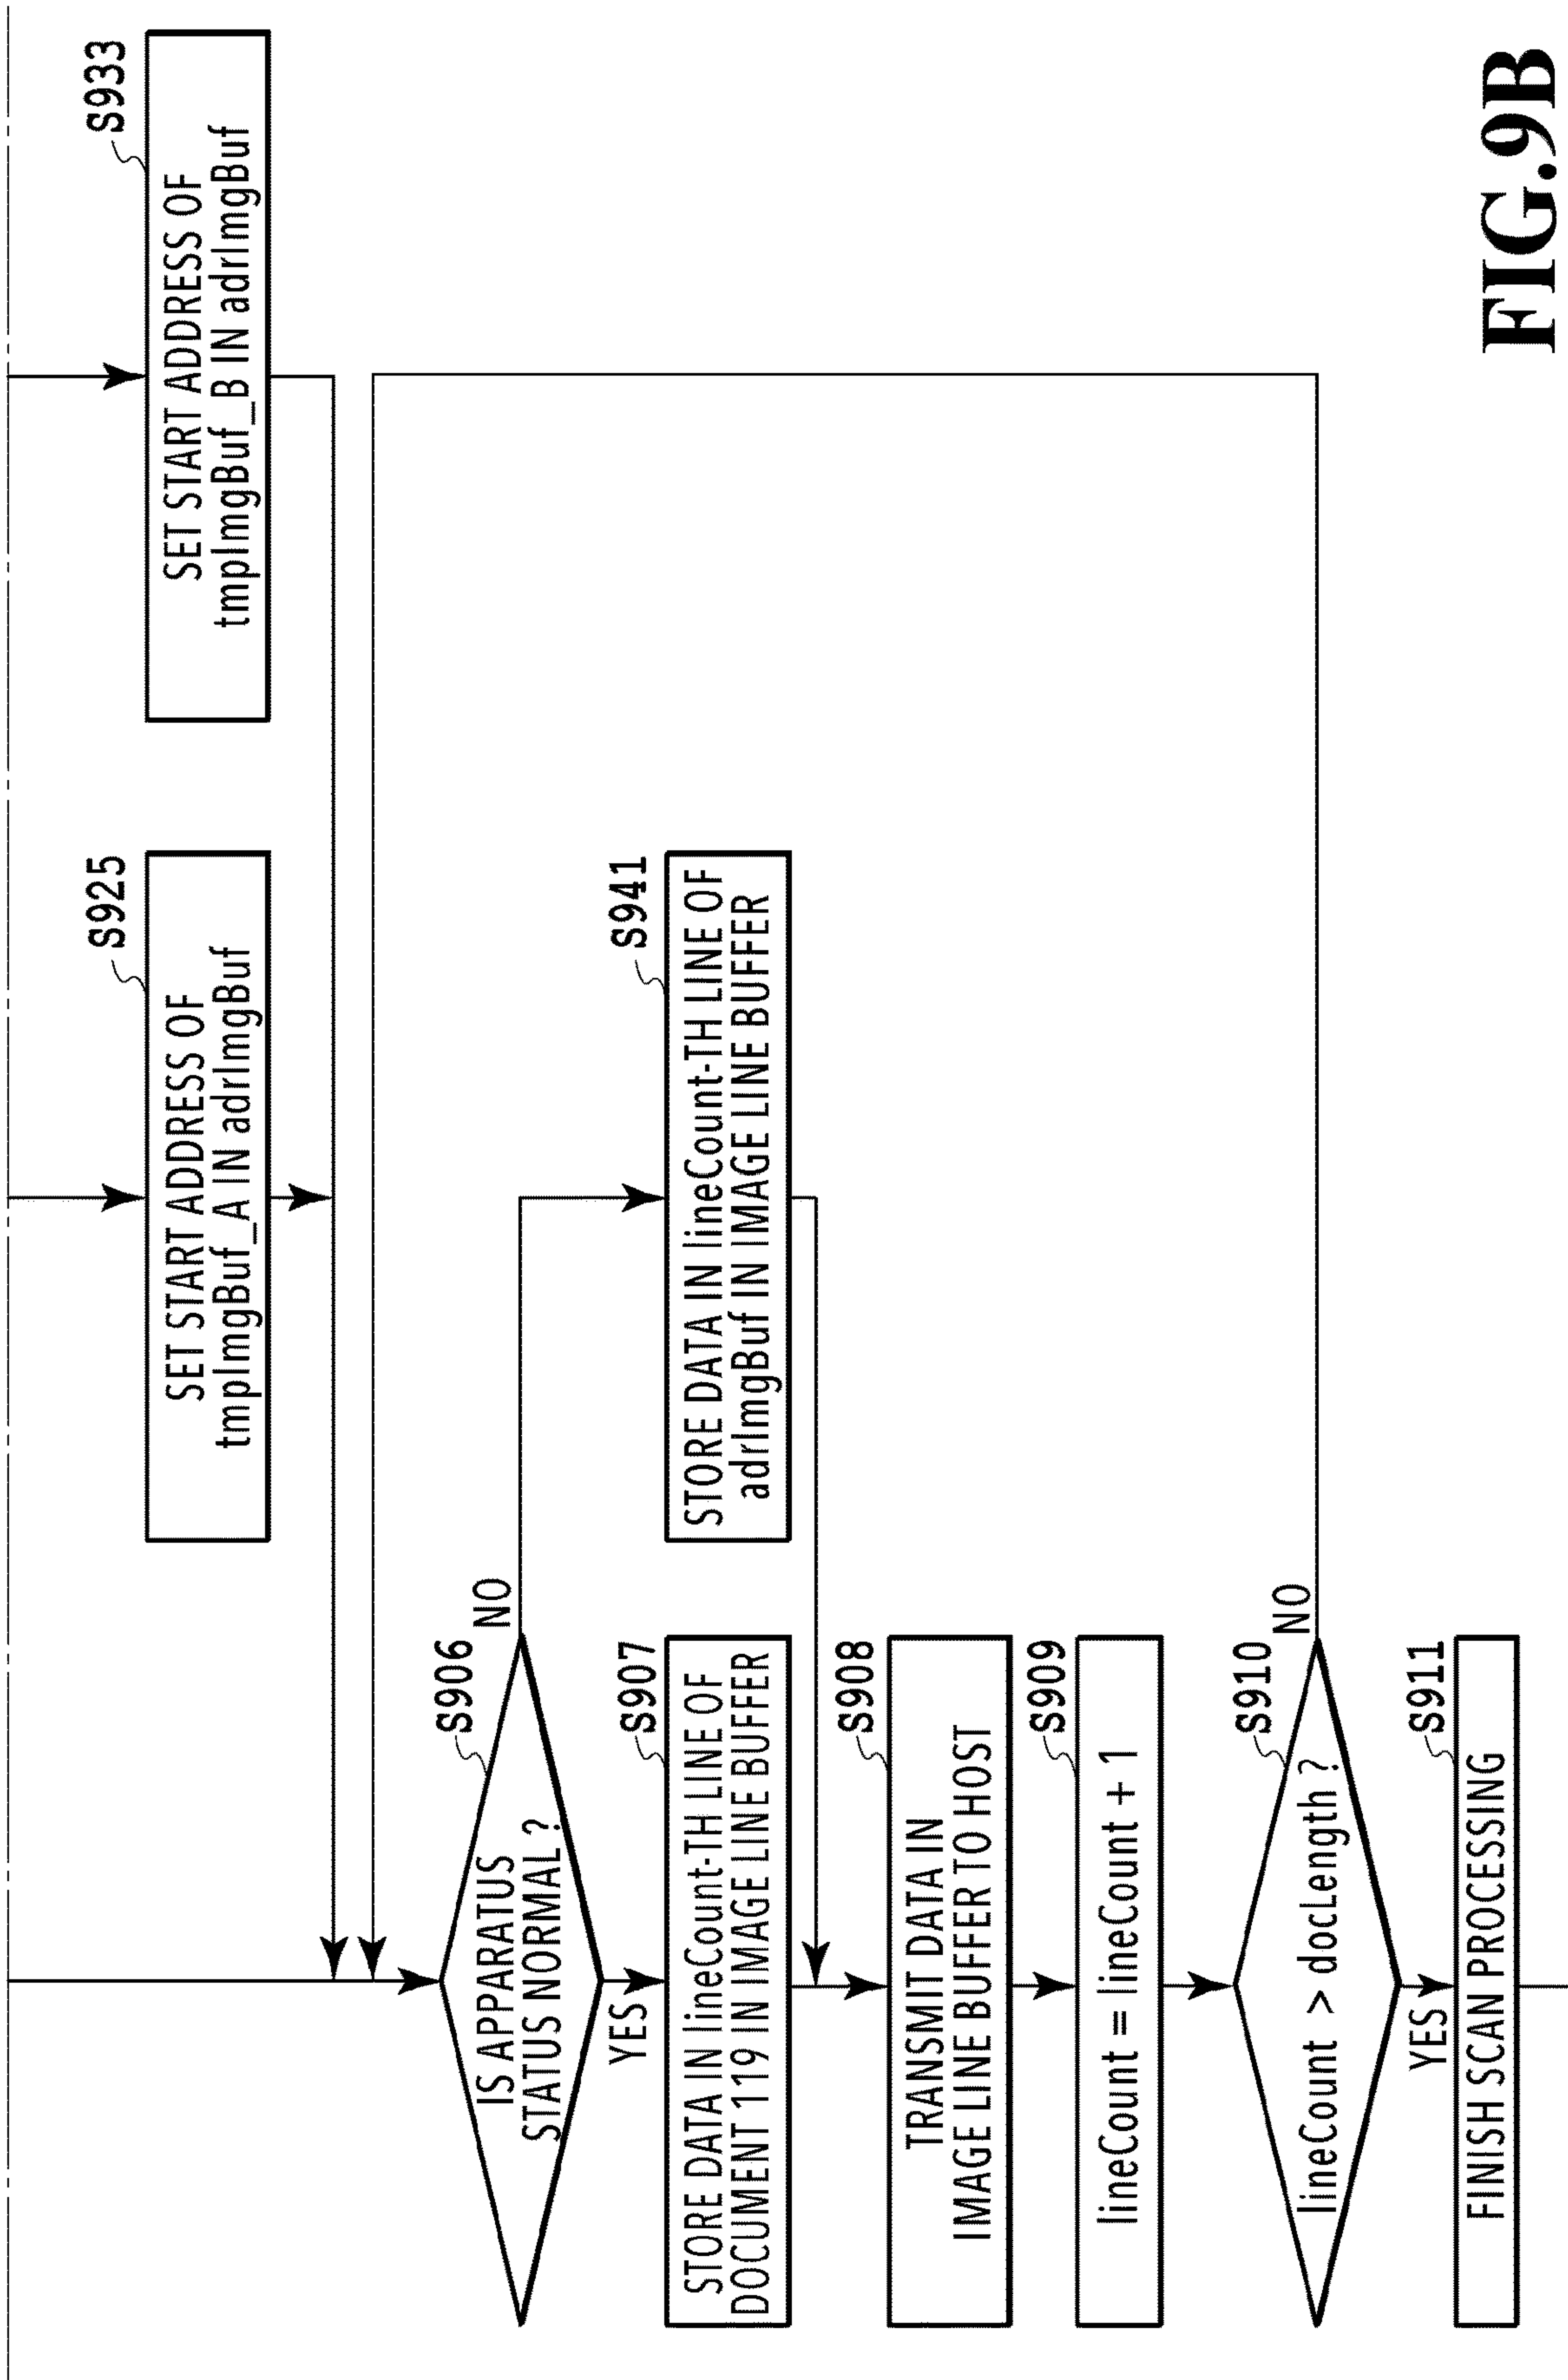 S933
SET START ADDRESS OF
tmpImgBuf_B IN adrImgBuf
S925
SET START ADDRESS OF
tmpImgBuf_A IN adrImgBuf
S906
IS APPARATUS
STATUS NORMAL ?
NO
YES
S941
STORE DATA IN lineCount-TH LINE OF
adrImgBuf IN IMAGE LINE BUFFER
S907
STORE DATA IN lineCount-TH LINE OF
DOCUMENT 119 IN IMAGE LINE BUFFER
S908
TRANSMIT DATA IN
IMAGE LINE BUFFER TO HOST
S909
lineCount = lineCount + 1
S910
lineCount > docLength ?
NO
YES
S911
FINISH SCAN PROCESSING
FIG.9B